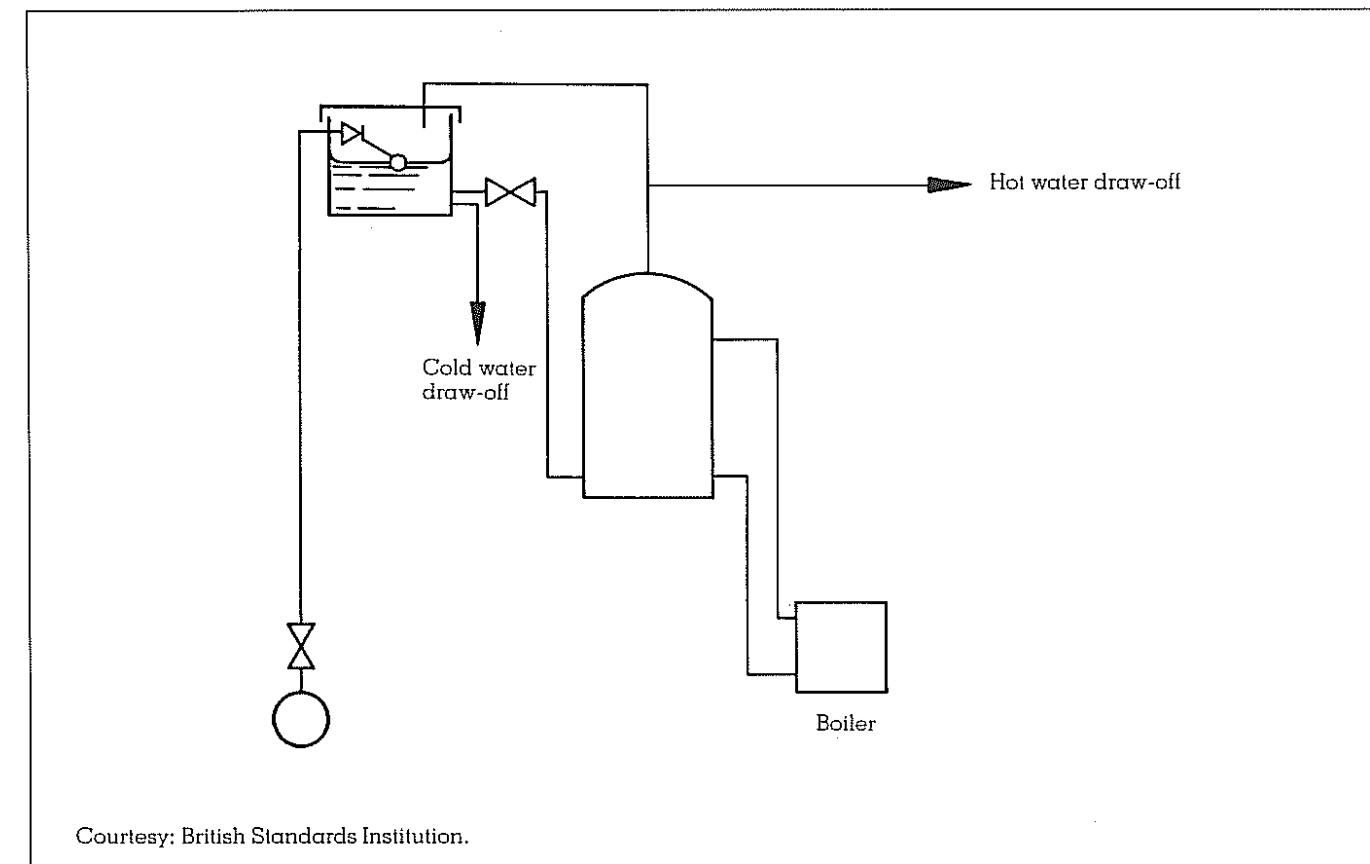 Hot water draw-off
Cold water
draw-off
Boiler
Courtesy: British Standards Institution.